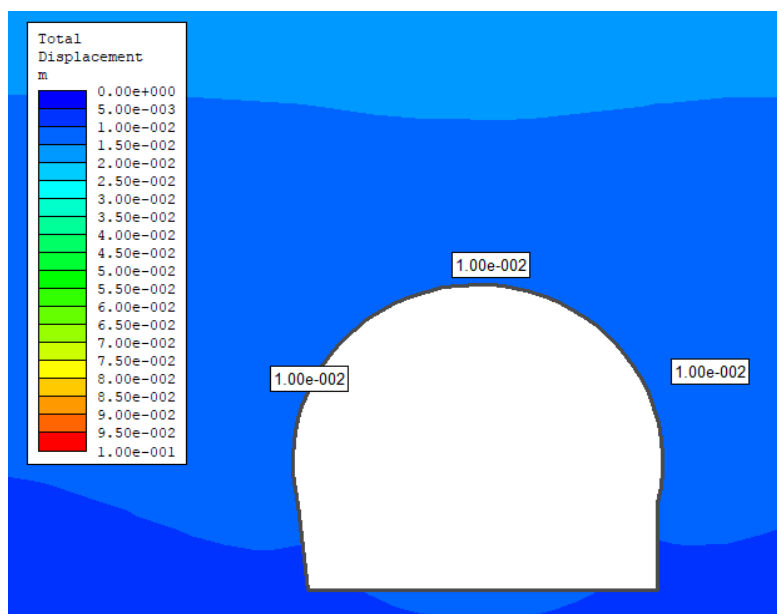 Total
Displacement
m
0.00e+000
5.00e-003
1.00e-002
1.50e-002
2.00e-002
2.50e-002
3.00e-002
3.50e-002
4.00e-002
4.50e-002
5.00e-002
5.50e-002
6.00e-002
6.50e-002
7.00e-002
7.50e-002
8.00e-002
8.50e-002
9.00e-002
9.50e-002
1.00e-001
1.00e-002
1.00e-002
1.00e-002